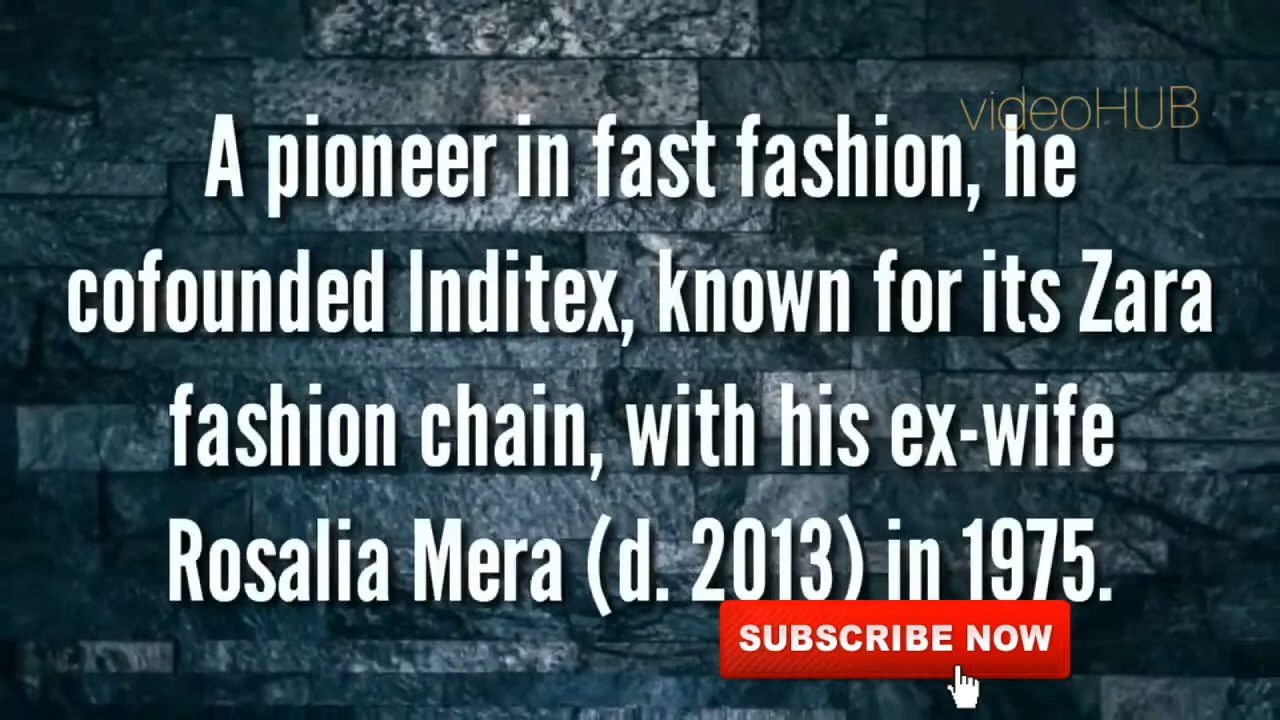 videoHUB
A pioneer in fast fashion, he
cofounded Inditex, known for its Zara
fashion chain, with his ex-wife
Rosalia Mera (d. 2013) in 1975.
SUBSCRIBE NOW